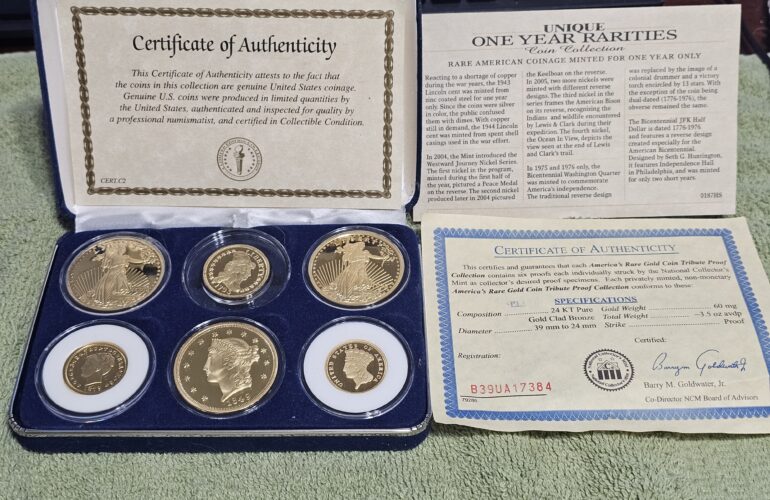 Certificate of Authenticity
This Certificate of Authenticity attests to the fact that
the coins in this collection are genuine United States coinage.
Genuine U.S. coins were produced in limited quantities by
the United States, authenticated and inspected for quality by
a professional numismatist, and certified in Collectible Condition.
CERT.C2
UNIQUE
ONE YEAR RARITIES
Coin Collection
RARE AMERICAN COINAGE MINTED FOR ONE YEAR ONLY
Reacting to a shortage of copper
during the war years, the 1943
Lincoln cent was minted from
zinc coated steel for one year
only. Since the coins were silver
in color, the public confused
them with dimes. With copper
still in demand, the 1944 Lincoln
cent was minted from spent shell
casings used in the war effort.
In 2004, the Mint introduced the
Westward Journey Nickel Series.
The first nickel in the program,
minted during the first half of
the year, pictured a Peace Medal
on the reverse. The second nickel
produced later in 2004 pictured
the Keelboat on the reverse.
In 2005, two more nickels were
minted with different reverse
designs. The third nickel in the
series frames the American Bison
on its reverse, recognizing the
Indians and wildlife encountered
by Lewis & Clark during their
expedition. The fourth nickel,
the Ocean In View, depicts the
view seen at the end of Lewis
and Clark's trail.
In 1975 and 1976 only, the
Bicentennial Washington Quarter
was minted to commemorate
America's independence.
The traditional reverse design
was replaced by the image of a
colonial drummer and a victory
torch encircled by 13 stars. With
the exception of the coin being
dual dated (1776-1976), the
obverse remained the same.
The Bicentennial JFK Half
Dollar is dated 1776-1976
and features a reverse design
created especially for the
American Bicentennial.
Designed by Seth G. Huntington,
it features Independence Hall
in Philadelphia, and was minted
for only two short years.
0187HS
CERTIFICATE OF AUTHENTICITY
This certifies and guarantees that each America's Rare Gold Coin Tribute Proof
Collection contains six proofs each individually struck by the National Collector's
Mint as collector's desired proof specimens. Each privately minted, non-monetary
America's Rare Gold Coin Tribute Proof Collection conforms to these:
SPECIFICATIONS
Composition 24 KT Pure Gold Weight 60 mg
Gold Clad Bronze Total Weight ~3.5 oz avdp
Diameter 39 mm to 24 mm Strike Proof
Certified:
Registration:
B39UA17384
79286
Barry M. Goldwater, Jr.
Barry M. Goldwater, Jr.
Co-Director NCM Board of Advisors
1849